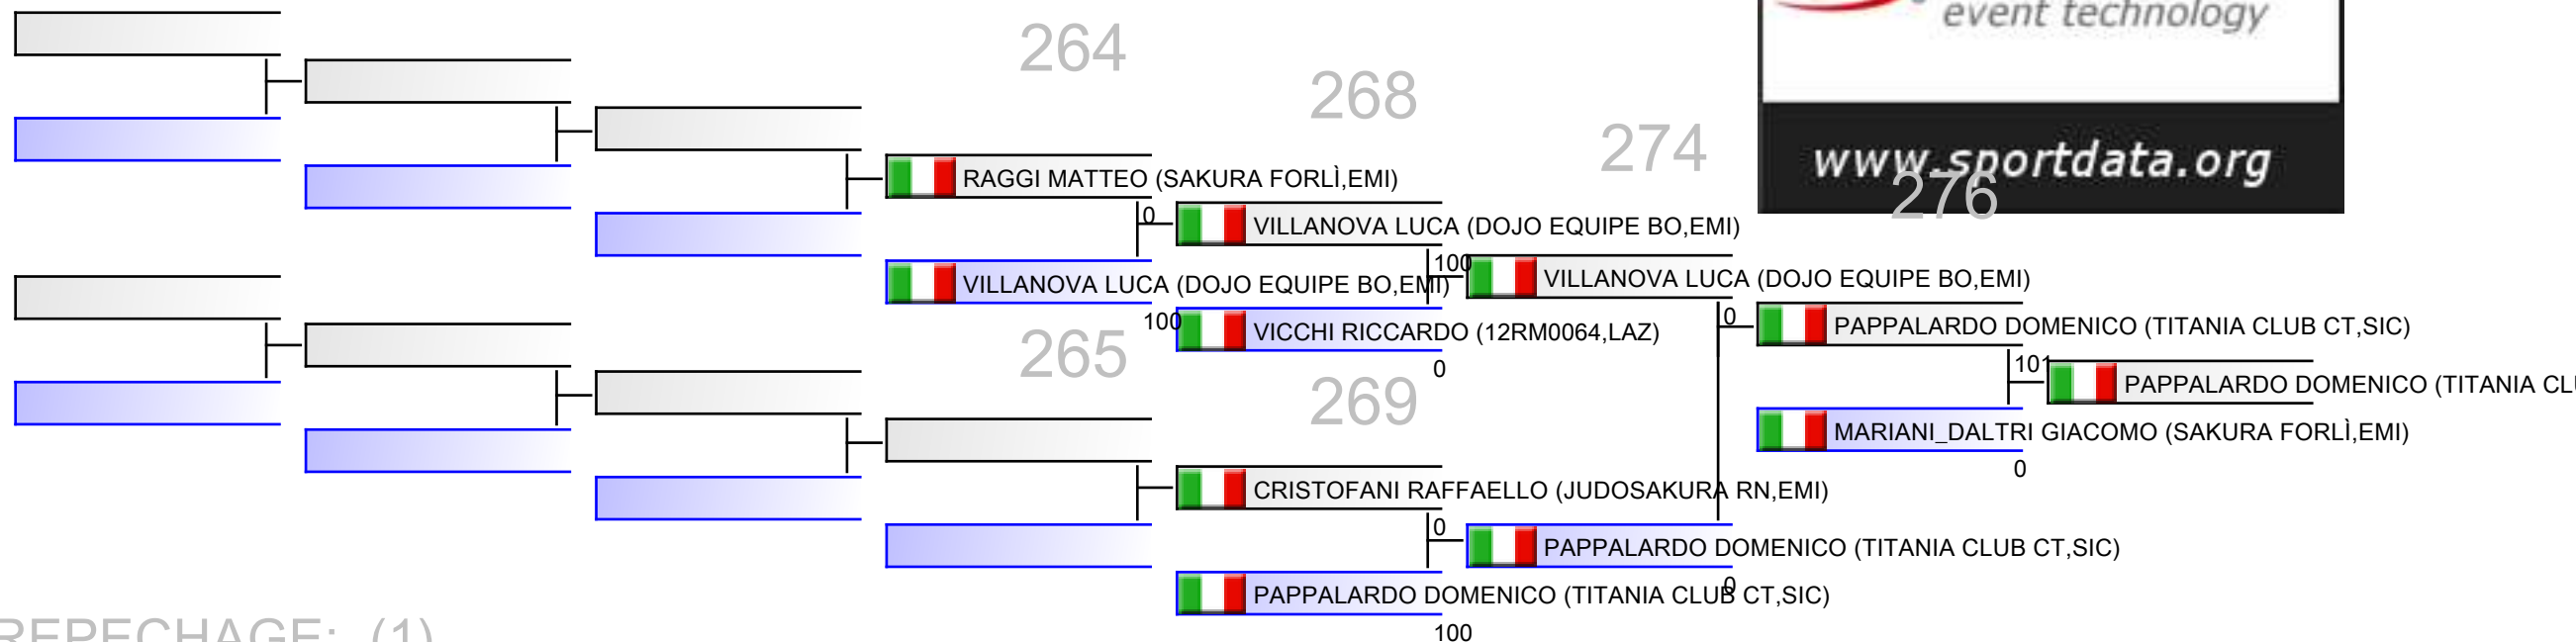 event technology
264
268
274
www.sportdata.org
276
RAGGI MATTEO (SAKURA FORLÌ,EMI)
0
VILLANOVA LUCA (DOJO EQUIPE BO,EMI)
100
VILLANOVA LUCA (DOJO EQUIPE BO,EMI)
VILLANOVA LUCA (DOJO EQUIPE BO,EMI)
100
0
265
VICCHI RICCARDO (12RM0064,LAZ)
PAPPALARDO DOMENICO (TITANIA CLUB CT,SIC)
0
101
269
PAPPALARDO DOMENICO (TITANIA CLU
MARIANI_DALTRI GIACOMO (SAKURA FORLÌ,EMI)
0
CRISTOFANI RAFFAELLO (JUDOSAKURA RN,EMI)
0
PAPPALARDO DOMENICO (TITANIA CLUB CT,SIC)
0
PAPPALARDO DOMENICO (TITANIA CLUB CT,SIC)
100
REPECHAGE: (1)